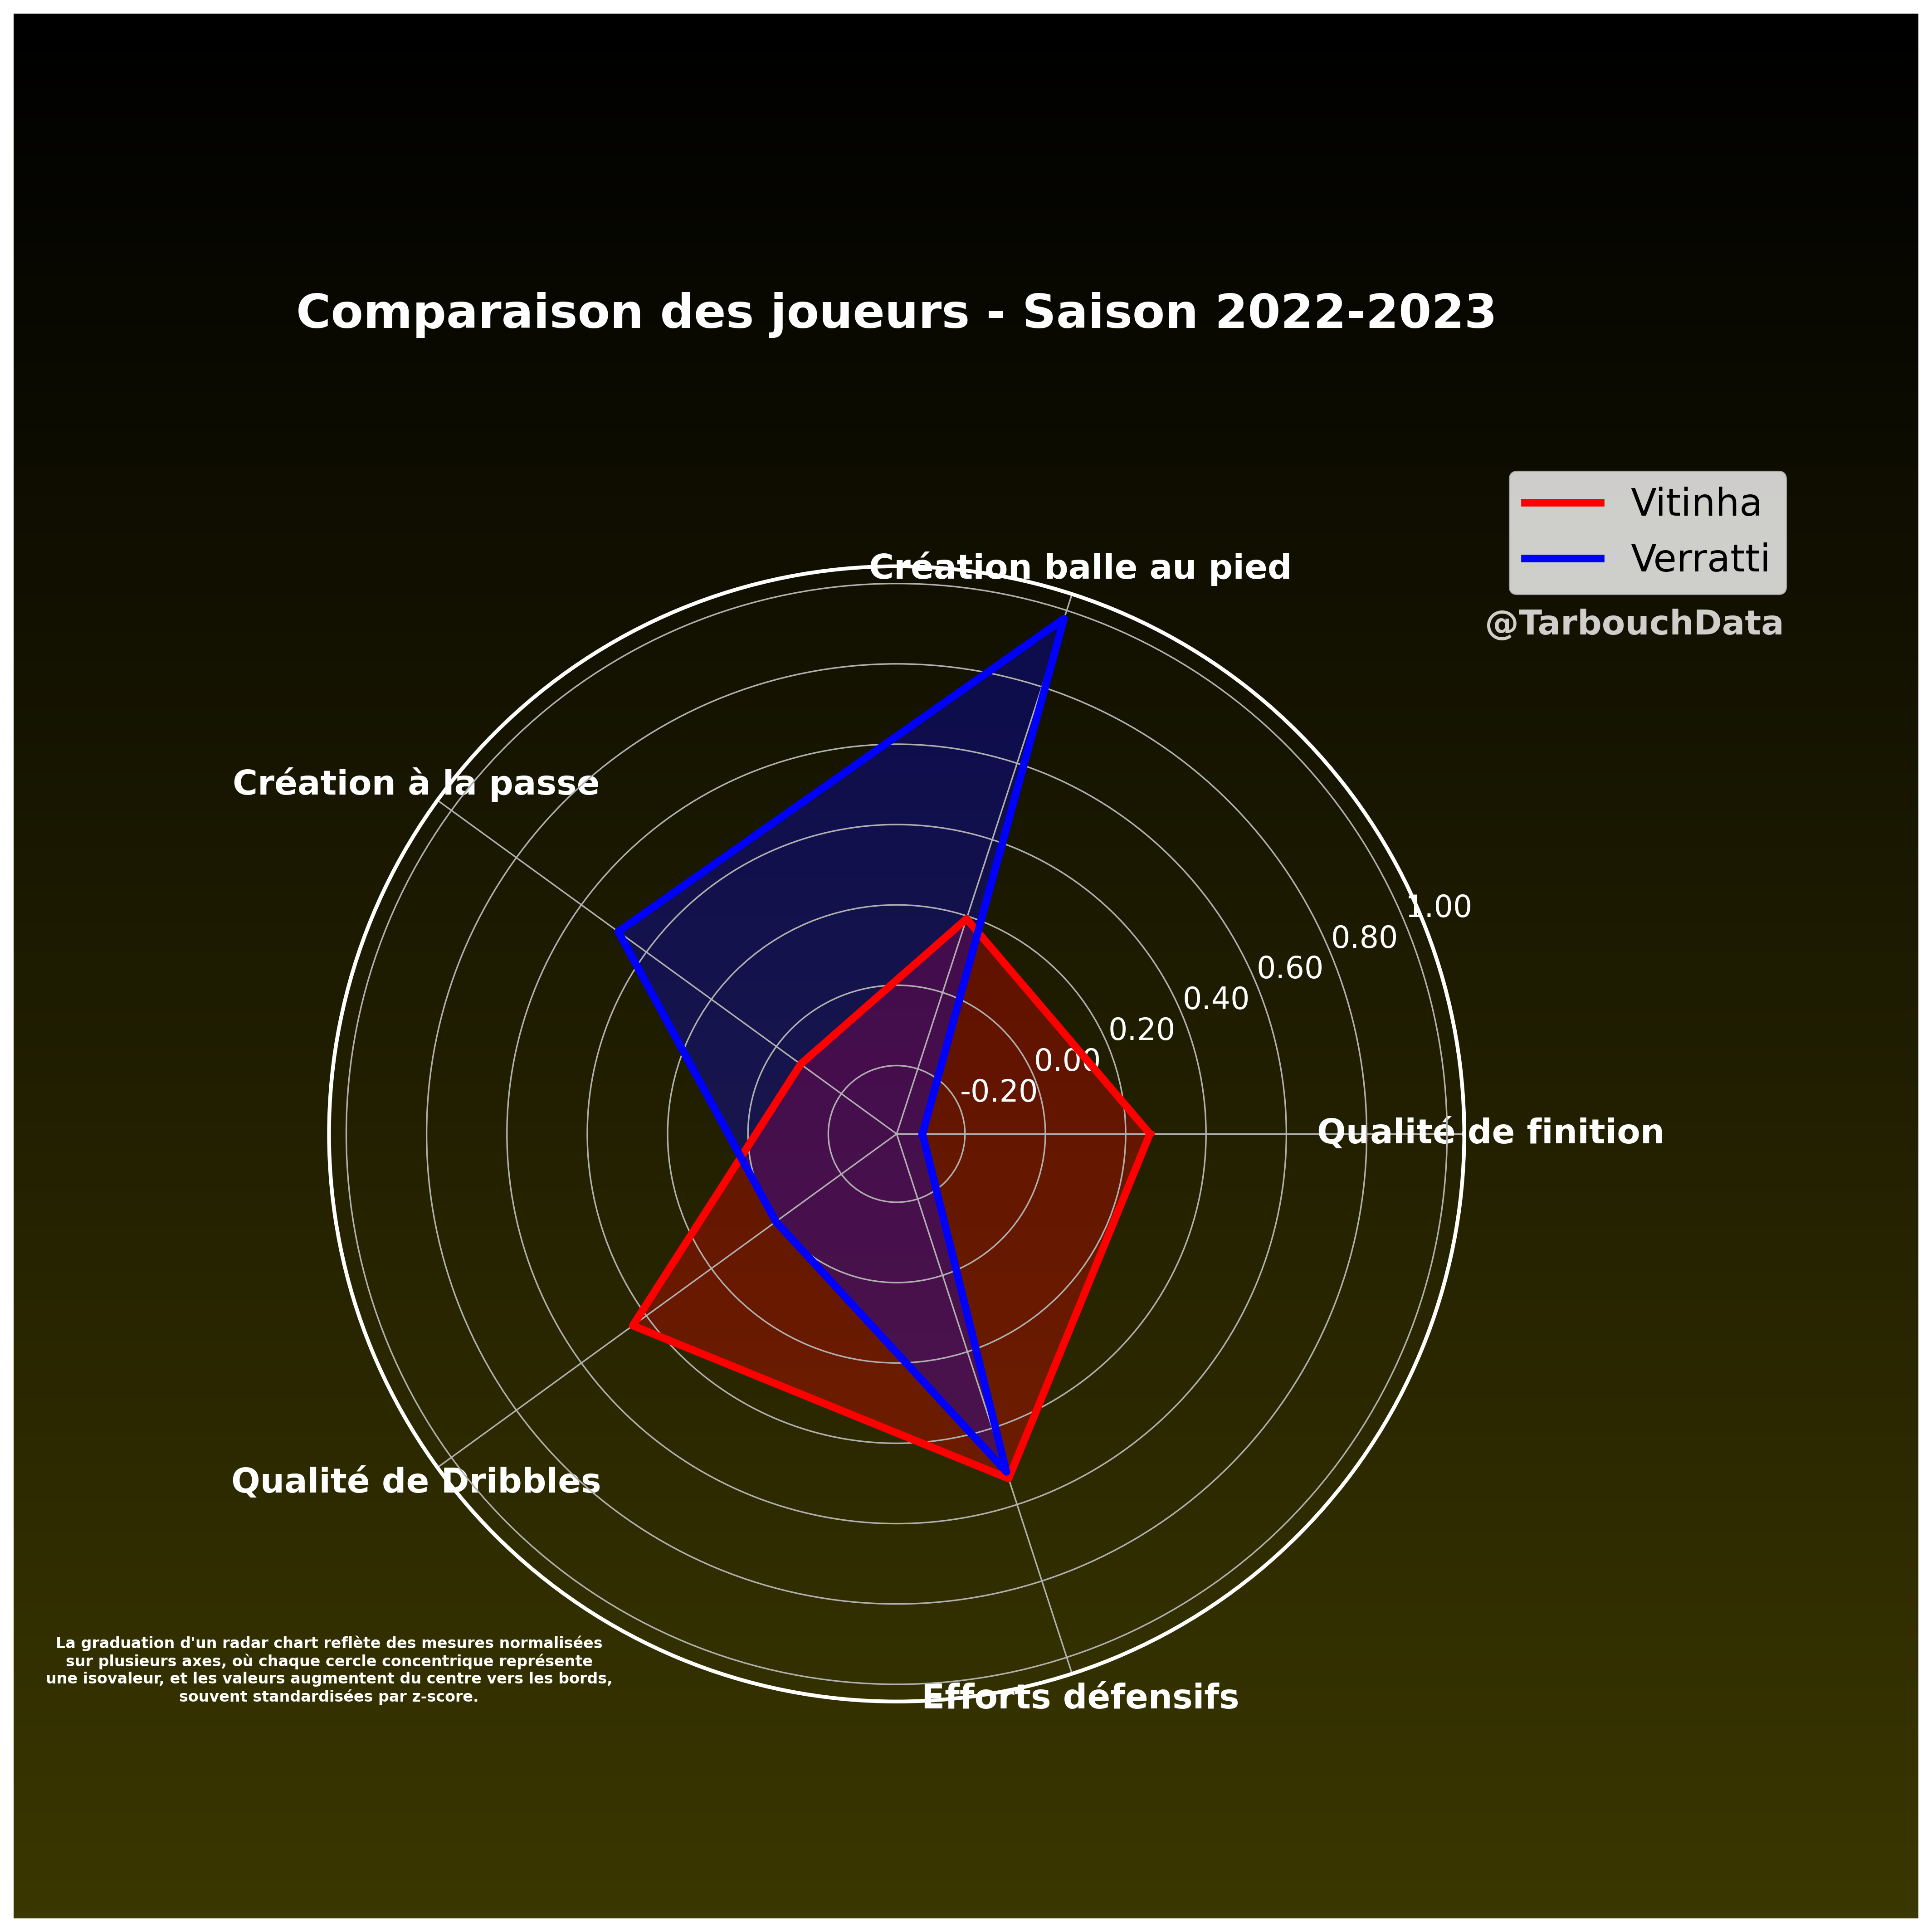 Comparaison des joueurs - Saison 2022-2023
Vitinha
Verratti
@TarbouchData
Création balle au pied
Création à la passe
1.00
0.80
0.60
0.40
0.20
0.00
-0.20
Qualité de finition
Qualité de Dribbles
Efforts défensifs
La graduation d'un radar chart reflète des mesures normalisées
sur plusieurs axes, où chaque cercle concentrique représente
une isovaleur, et les valeurs augmentent du centre vers les bords,
souvent standardisées par z-score.